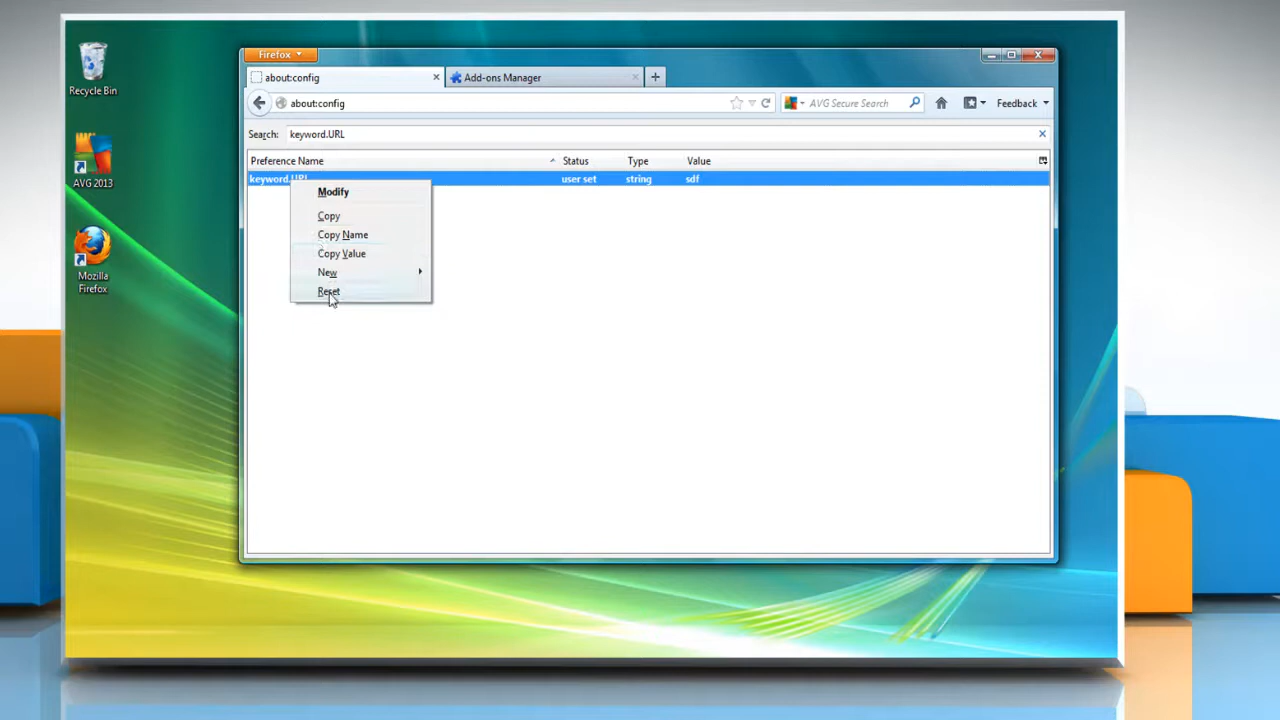 Recycle Bin
AVG 2013
Mozilla
Firefox
Firefox
about:config
Add-ons Manager
about:config
AVG Secure Search
Feedback
Search: keyword.URL
Preference Name Status Type Value
keyword.URL user set string sdf
Modify
Copy
Copy Name
Copy Value
New
Reset